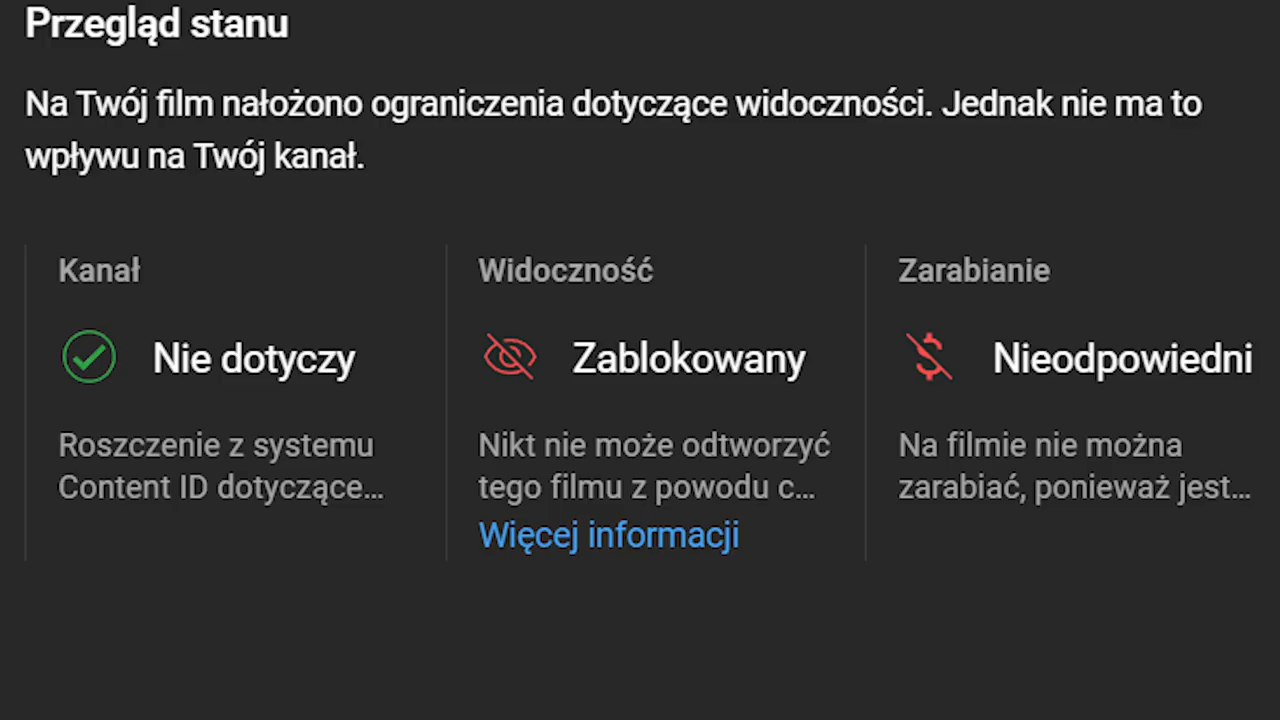 Przegląd stanu
Na Twój film nałożono ograniczenia dotyczące widoczności. Jednak nie ma to
wpływu na Twój kanał.
Kanał
Nie dotyczy
Roszczenie z systemu
Content ID dotyczące...
Widoczność
Zablokowany
Nikt nie może odtworzyć
tego filmu z powodu c...
Więcej informacji
Zarabianie
Nieodpowiedni
Na filmie nie można
zarabiać, ponieważ jest...